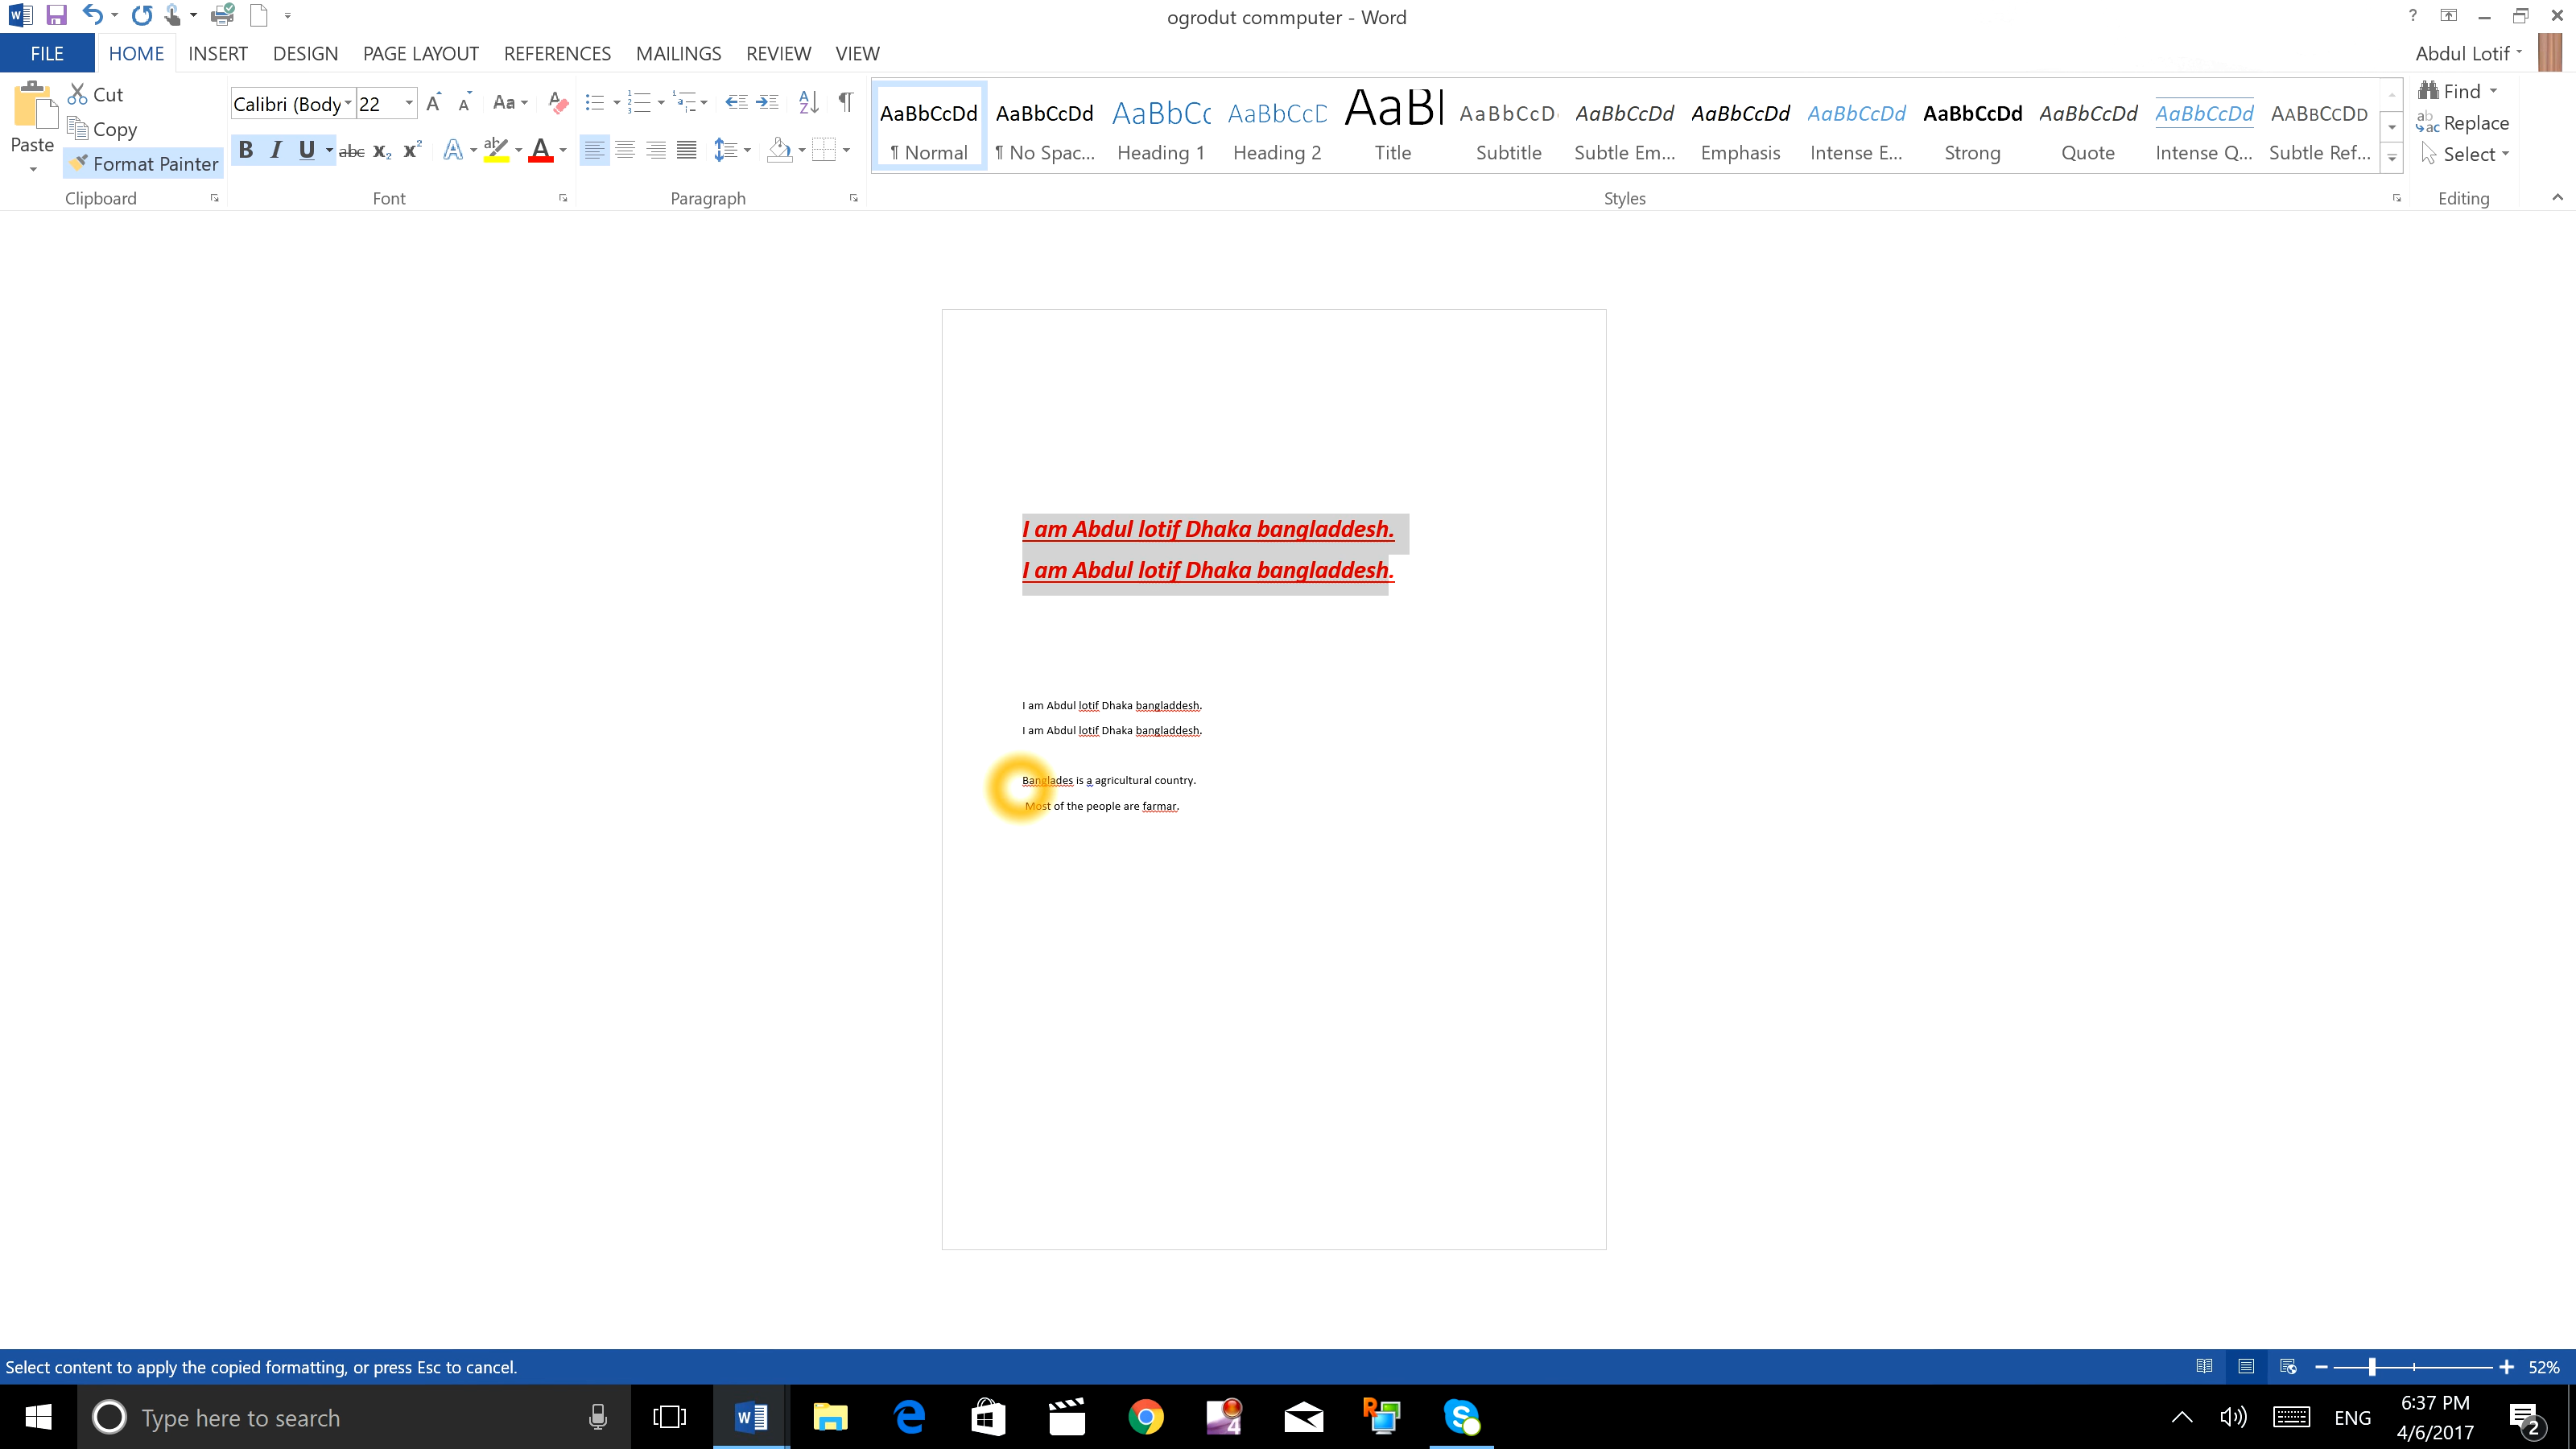 ogrodut commputer - Word
?
FILE HOME INSERT DESIGN PAGE LAYOUT REFERENCES MAILINGS REVIEW VIEW
Abdul Lotif
Paste
Cut
Copy
Format Painter
Clipboard
Calibri (Body 22
Font
Paragraph
AaBbCcDd AaBbCcDd AaBbCc AaBbCcD AaBl AaBbCcD AaBbCcDd AaBbCcDd AaBbCcDd AaBbCcDd AaBbCcDd AaBbCcDd AaBbCcDd
¶ Normal ¶ No Spac... Heading 1 Heading 2 Title Subtitle Subtle Em... Emphasis Intense E... Strong Quote Intense Q... Subtle Ref...
Styles
Find
Replace
Select
Editing
I am Abdul lotif Dhaka bangladdesh.
I am Abdul lotif Dhaka bangladdesh.
I am Abdul lotif Dhaka bangladdesh.
I am Abdul lotif Dhaka bangladdesh.
Banglades is a agricultural country.
Most of the people are farmar.
Select content to apply the copied formatting, or press Esc to cancel.
52%
Type here to search
ENG
6:37 PM
4/6/2017
2